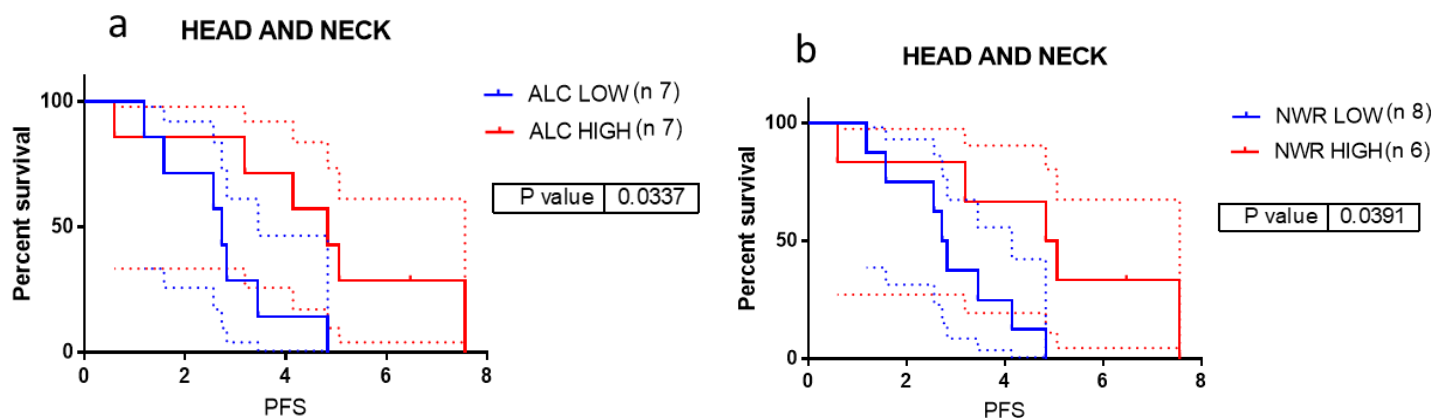 a HEAD AND NECK
Percent survival
100
50
0
0 2 4 6 8
PFS
ALC LOW (n 7)
ALC HIGH (n 7)
P value 0.0337
b HEAD AND NECK
Percent survival
100
50
0
0 2 4 6 8
PFS
NWR LOW (n 8)
NWR HIGH (n 6)
P value 0.0391